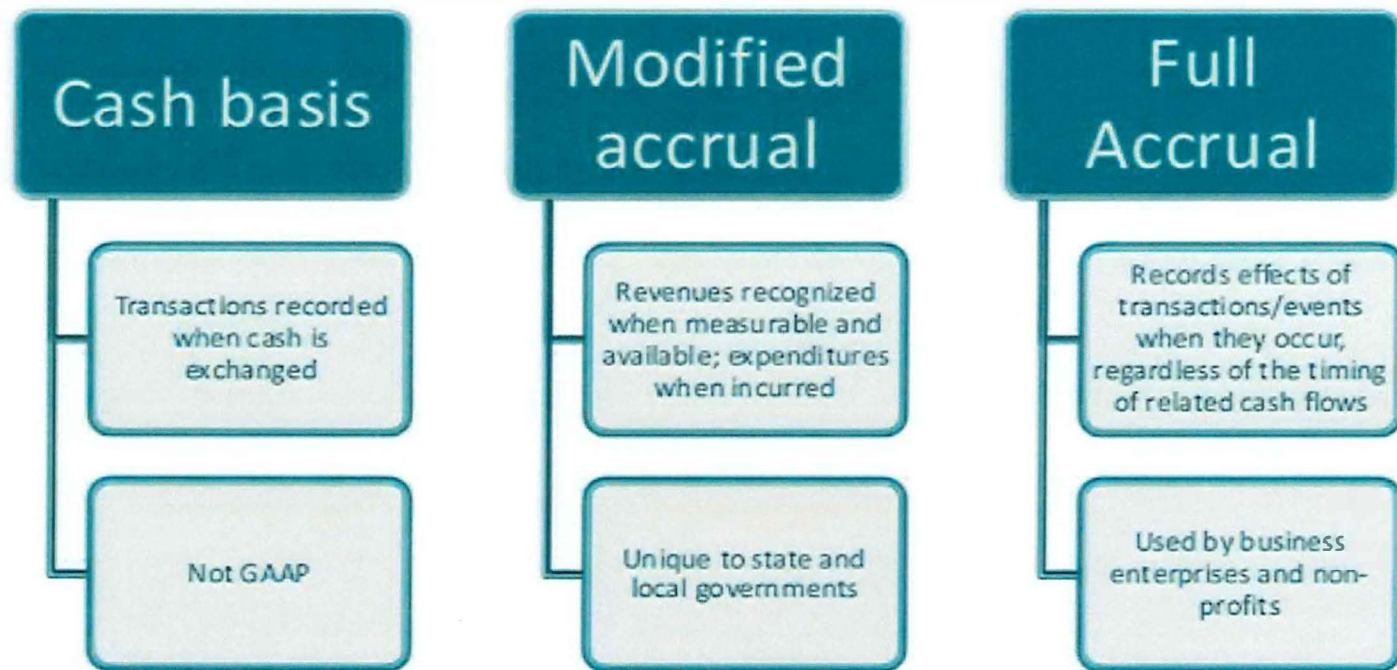 Cash basis
Transactions recorded
when cash is
exchanged
Not GAAP
Modified
accrual
Revenues recognized
when measurable and
available; expenditures
when incurred
Unique to state and
local governments
Full
Accrual
Records effects of
transactions/events
when they occur,
regardless of the timing
of related cash flows
Used by business
enterprises and non-
profits